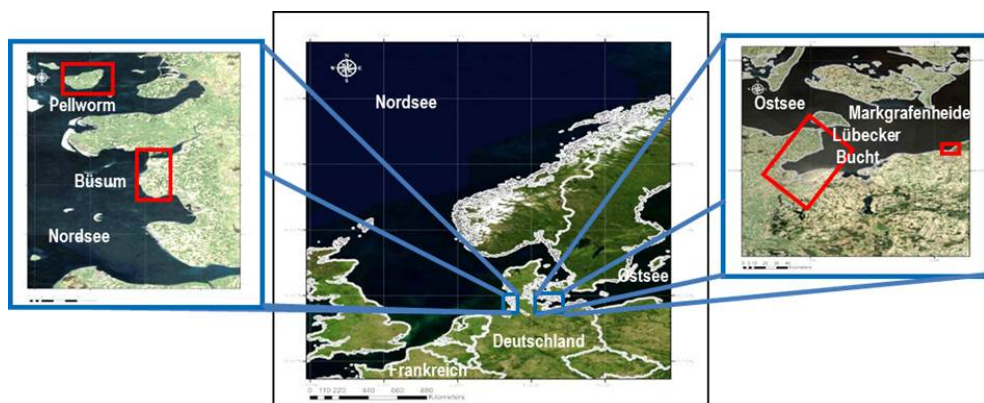 Pellworm
Büsum
Nordsee
Nordsee
Ostsee
Deutschland
Frankreich
0 110 220 440 660 880
Kilometers
Ostsee
Markgrafenheide
Lübecker
Bucht